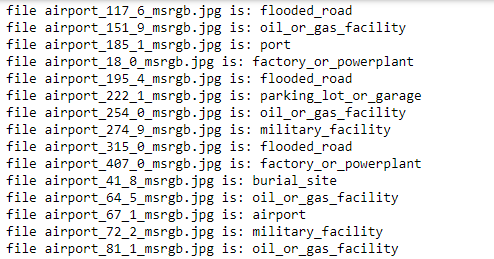 file airport_117_6_msrgb.jpg is: flooded_road
file airport_151_9_msrgb.jpg is: oil_or_gas_facility
file airport_185_1_msrgb.jpg is: port
file airport_18_0_msrgb.jpg is: factory_or_powerplant
file airport_195_4_msrgb.jpg is: flooded_road
file airport_222_1_msrgb.jpg is: parking_lot_or_garage
file airport_254_0_msrgb.jpg is: oil_or_gas_facility
file airport_274_9_msrgb.jpg is: military_facility
file airport_315_0_msrgb.jpg is: flooded_road
file airport_407_0_msrgb.jpg is: factory_or_powerplant
file airport_41_8_msrgb.jpg is: burial_site
file airport_64_5_msrgb.jpg is: oil_or_gas_facility
file airport_67_1_msrgb.jpg is: airport
file airport_72_2_msrgb.jpg is: military_facility
file airport_81_1_msrgb.jpg is: oil_or_gas_facility